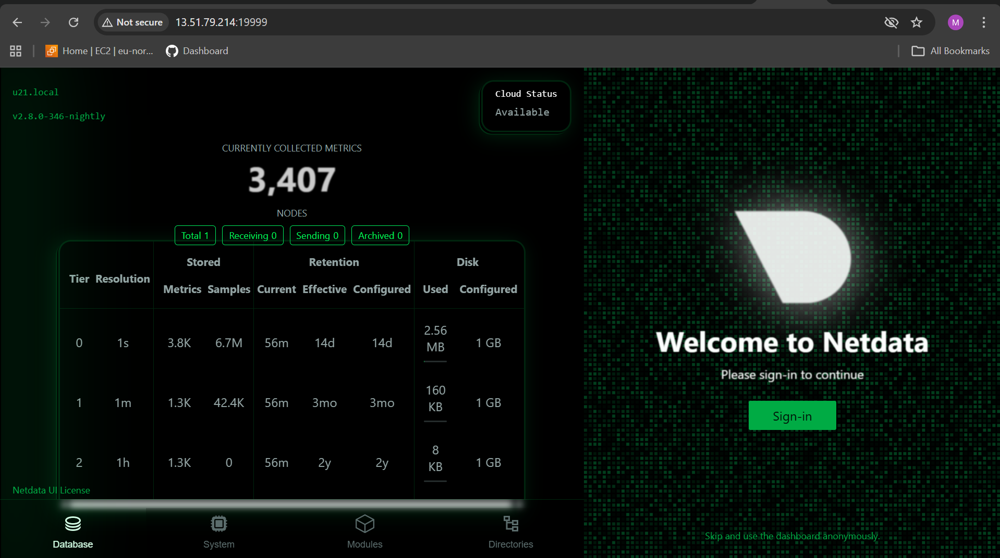 Not secure 13.51.79.214:19999 M
Home | EC2 | eu-nor... Dashboard All Bookmarks
u21.local
v2.8.0-346-nightly
Cloud Status
Available
CURRENTLY COLLECTED METRICS
3,407
NODES
Total 1 Receiving 0 Sending 0 Archived 0
Stored Retention Disk
Tier Resolution
Metrics Samples Current Effective Configured Used Configured
0 1s 3.8K 6.7M 56m 14d 14d 2.56 MB 1 GB
1 1m 1.3K 42.4K 56m 3mo 3mo 160 KB 1 GB
2 1h 1.3K 0 56m 2y 2y 8 KB 1 GB
Netdata UI License
Database System Modules Directories
Welcome to Netdata
Please sign-in to continue
Sign-in
Skip and use the dashboard anonymously.